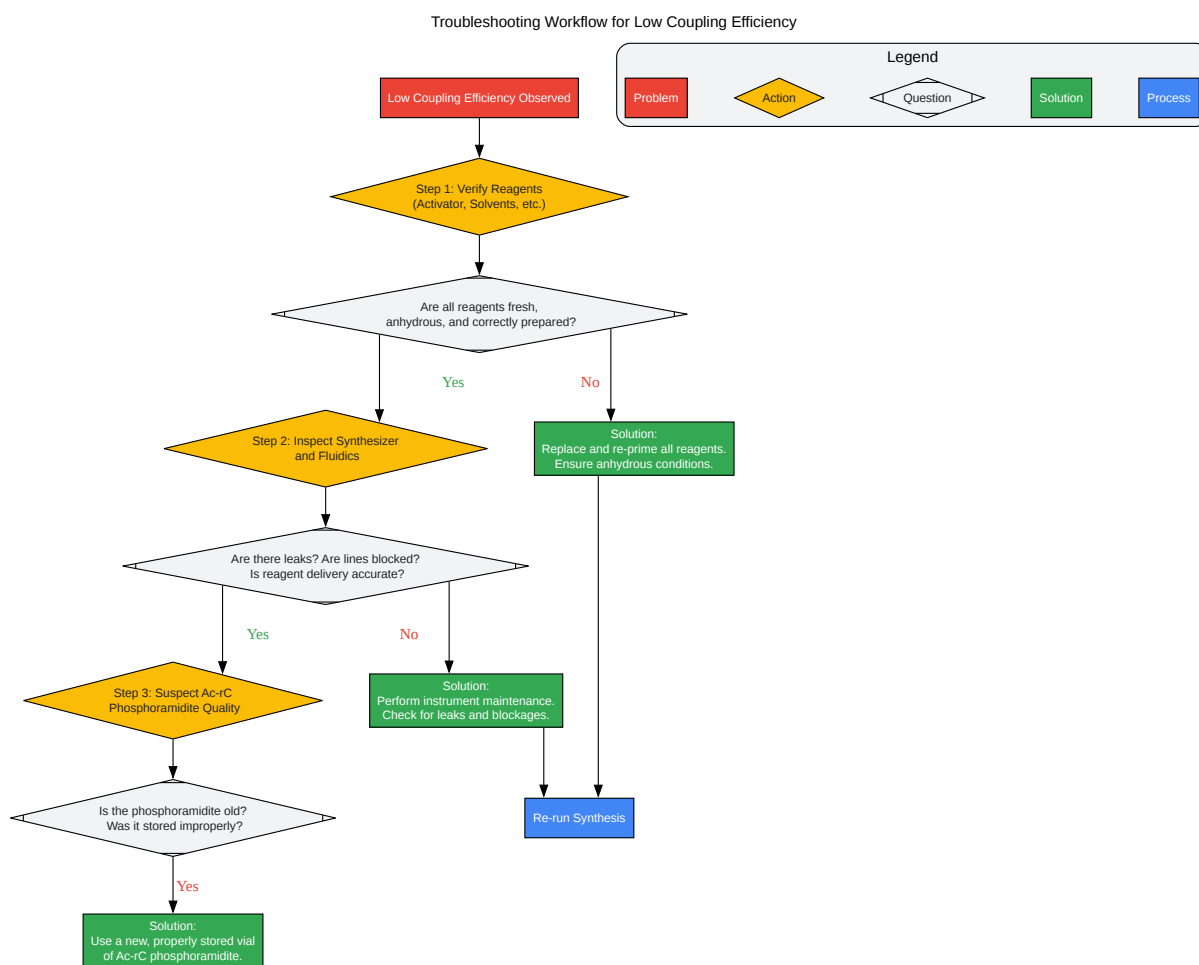 Troubleshooting Workflow for Low Coupling Efficiency
Legend
Problem
Action
Question
Solution
Process
Low Coupling Efficiency Observed
Step 1: Verify Reagents
(Activator, Solvents, etc.)
Are all reagents fresh,
anhydrous, and correctly prepared?
Yes
No
Step 2: Inspect Synthesizer
and Fluidics
Solution:
Replace and re-prime all reagents.
Ensure anhydrous conditions.
Are there leaks? Are lines blocked?
Is reagent delivery accurate?
Yes
No
Step 3: Suspect Ac-rC
Phosphoramidite Quality
Solution:
Perform instrument maintenance.
Check for leaks and blockages.
Is the phosphoramidite old?
Was it stored improperly?
Re-run Synthesis
Yes
Solution:
Use a new, properly stored vial
of Ac-rC phosphoramidite.